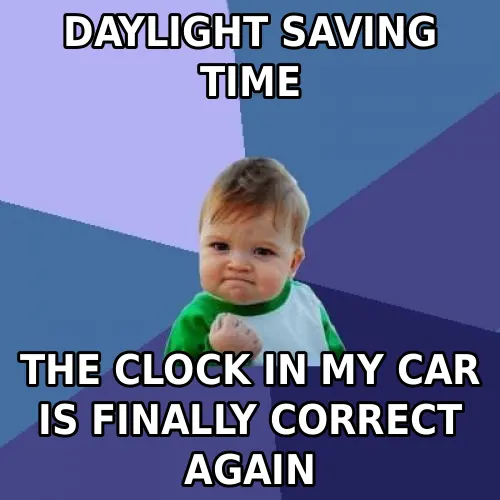 DAYLIGHT SAVING
TIME
THE CLOCK IN MY CAR
IS FINALLY CORRECT
AGAIN